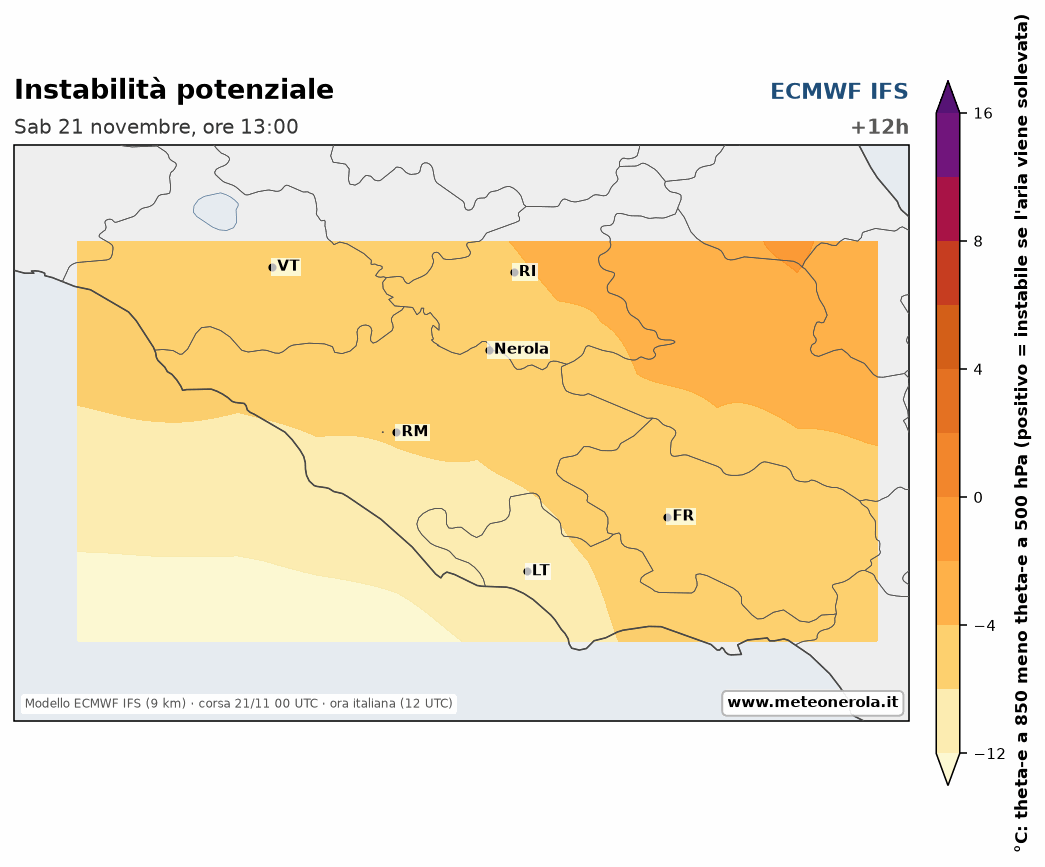 Instabilità potenziale
ECMWF IFS
Sab 21 novembre, ore 13:00
+12h
VT
RI
Nerola
RM
FR
LT
Modello ECMWF IFS (9 km) · corsa 21/11 00 UTC · ora italiana (12 UTC)
www.meteonerola.it
16
8
4
0
−4
−12
°C: theta-e a 850 meno theta-e a 500 hPa (positivo = instabile se l'aria viene sollevata)